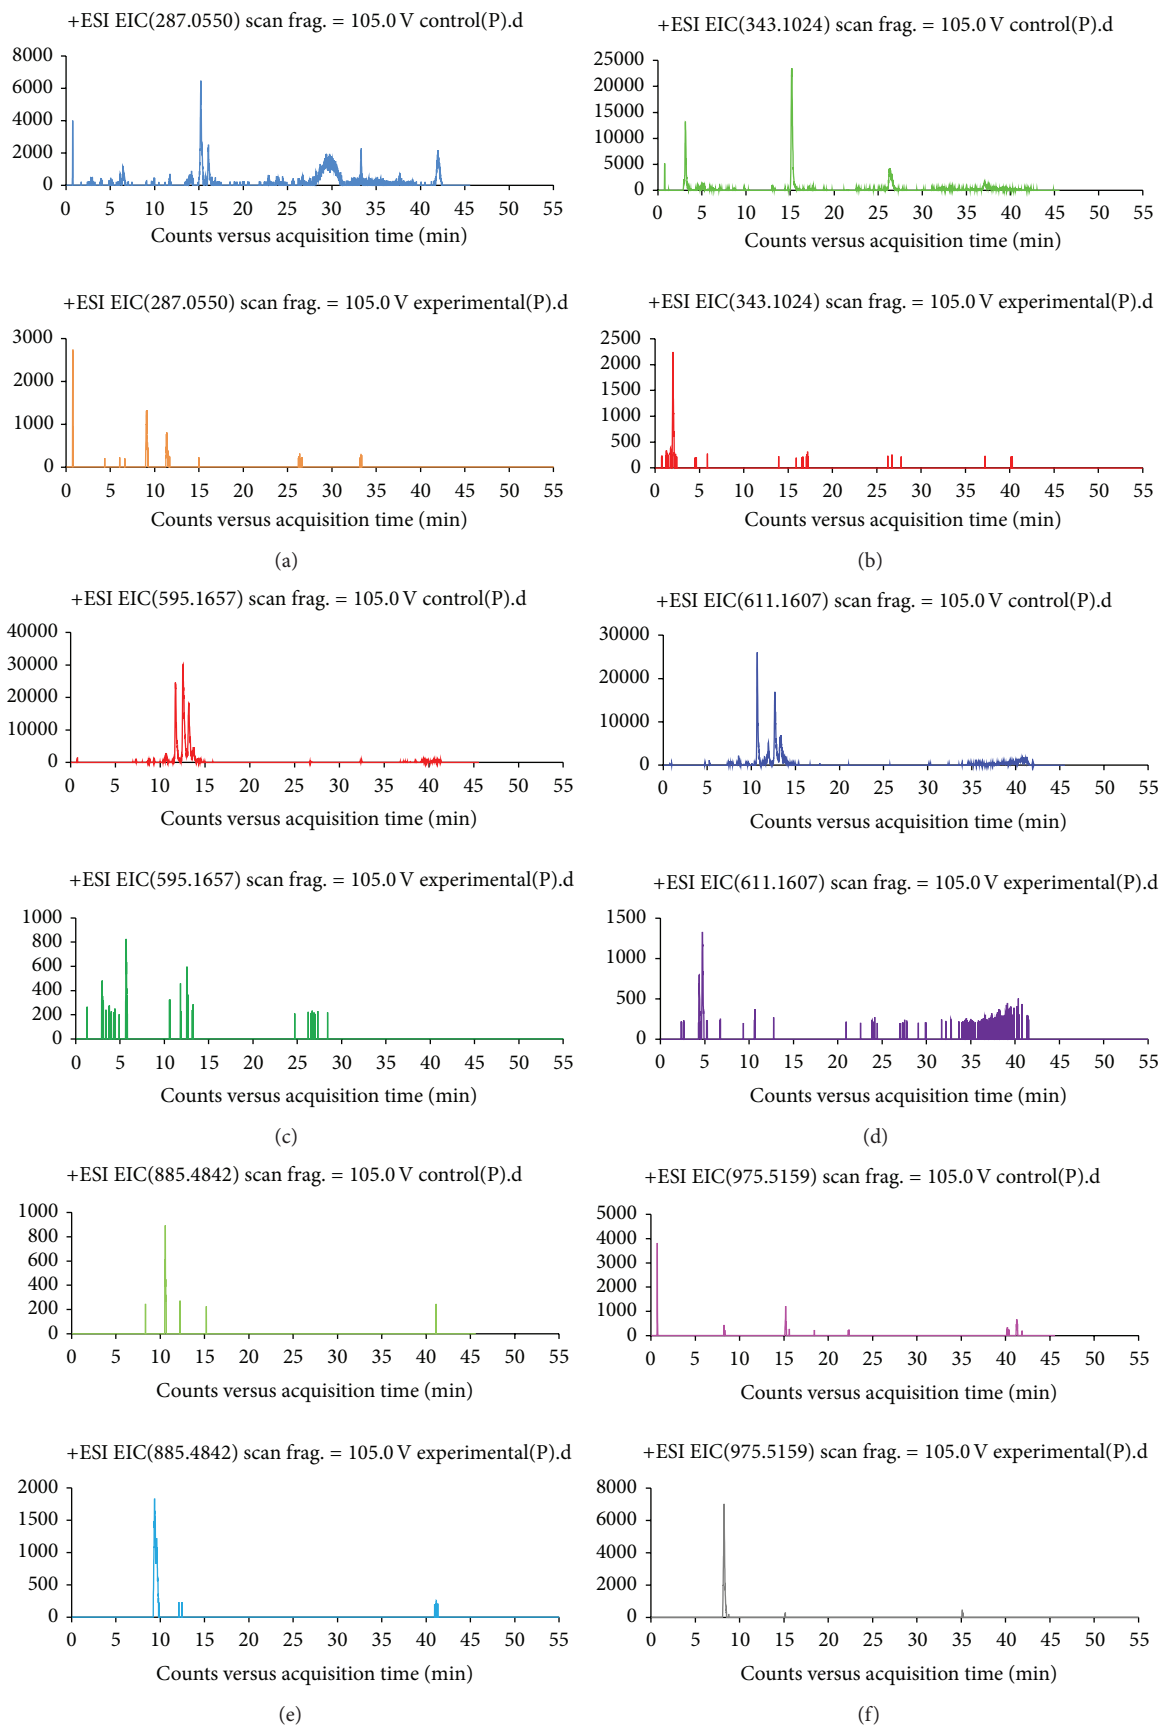 +ESI EIC(287.0550) scan frag. = 105.0 V control(P).d
8000
6000
4000
2000
0
0 5 10 15 20 25 30 35 40 45 50 55
Counts versus acquisition time (min)
+ESI EIC(287.0550) scan frag. = 105.0 V experimental(P).d
3000
2000
1000
0
0 5 10 15 20 25 30 35 40 45 50 55
Counts versus acquisition time (min)
(a)
+ESI EIC(343.1024) scan frag. = 105.0 V control(P).d
25000
20000
15000
10000
5000
0
0 5 10 15 20 25 30 35 40 45 50 55
Counts versus acquisition time (min)
+ESI EIC(343.1024) scan frag. = 105.0 V experimental(P).d
2500
2000
1500
1000
500
0
0 5 10 15 20 25 30 35 40 45 50 55
Counts versus acquisition time (min)
(b)
+ESI EIC(595.1657) scan frag. = 105.0 V control(P).d
40000
30000
20000
10000
0
0 5 10 15 20 25 30 35 40 45 50 55
Counts versus acquisition time (min)
+ESI EIC(595.1657) scan frag. = 105.0 V experimental(P).d
1000
800
600
400
200
0
0 5 10 15 20 25 30 35 40 45 50 55
Counts versus acquisition time (min)
(c)
+ESI EIC(611.1607) scan frag. = 105.0 V control(P).d
30000
20000
10000
0
0 5 10 15 20 25 30 35 40 45 50 55
Counts versus acquisition time (min)
+ESI EIC(611.1607) scan frag. = 105.0 V experimental(P).d
1500
1000
500
0
0 5 10 15 20 25 30 35 40 45 50 55
Counts versus acquisition time (min)
(d)
+ESI EIC(885.4842) scan frag. = 105.0 V control(P).d
1000
800
600
400
200
0
0 5 10 15 20 25 30 35 40 45 50 55
Counts versus acquisition time (min)
+ESI EIC(885.4842) scan frag. = 105.0 V experimental(P).d
2000
1500
1000
500
0
0 5 10 15 20 25 30 35 40 45 50 55
Counts versus acquisition time (min)
(e)
+ESI EIC(975.5159) scan frag. = 105.0 V control(P).d
5000
4000
3000
2000
1000
0
0 5 10 15 20 25 30 35 40 45 50 55
Counts versus acquisition time (min)
+ESI EIC(975.5159) scan frag. = 105.0 V experimental(P).d
8000
6000
4000
2000
0
0 5 10 15 20 25 30 35 40 45 50 55
Counts versus acquisition time (min)
(f)